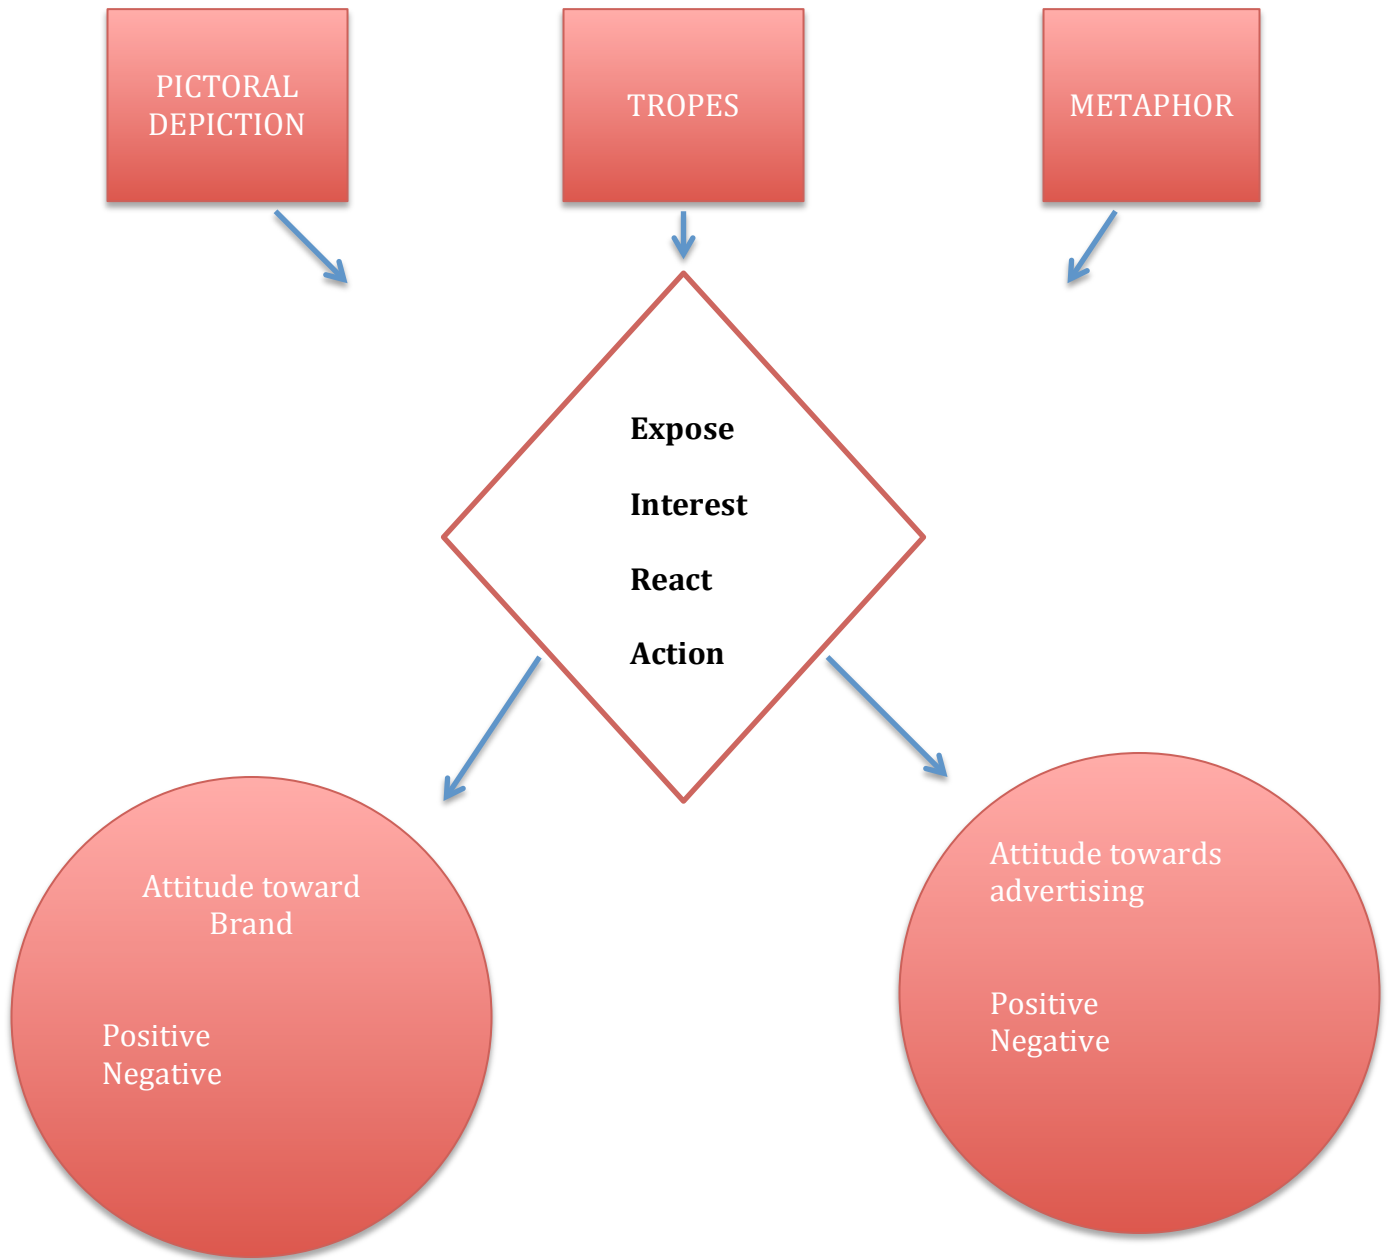 PICTORAL
DEPICTION
TROPES
METAPHOR
Expose
Interest
React
Action
Attitude toward
Brand
Positive
Negative
Attitude towards
advertising
Positive
Negative